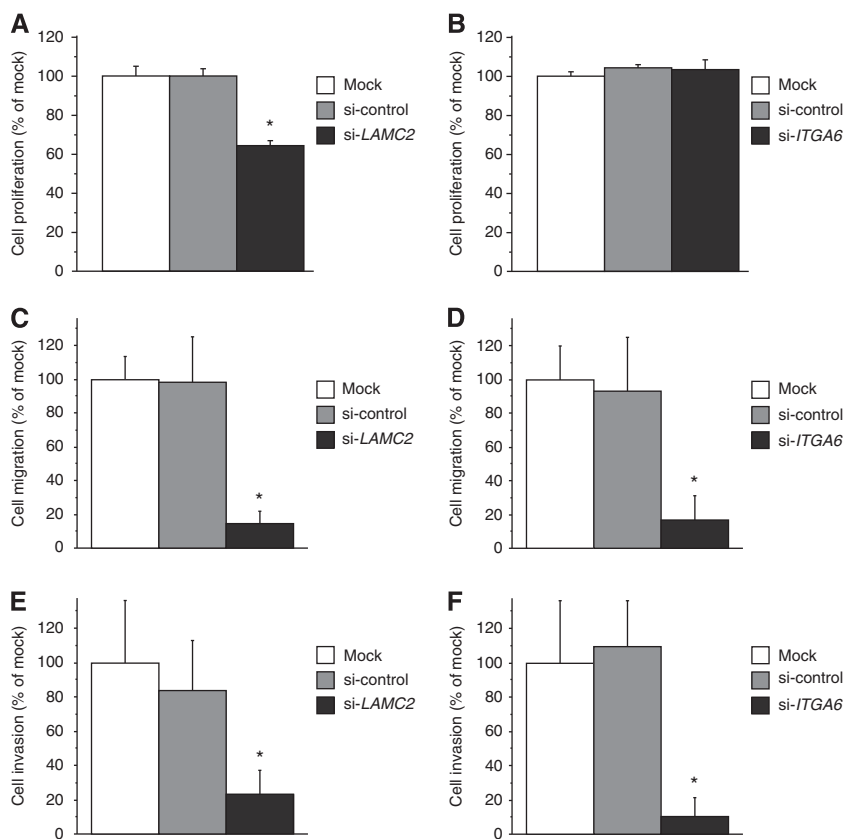 A
Cell proliferation (% of mock)
120
100
80
60
40
20
0
*
Mock
si-control
si-LAMC2
B
Cell proliferation (% of mock)
120
100
80
60
40
20
0
Mock
si-control
si-ITGA6
C
Cell migration (% of mock)
120
100
80
60
40
20
0
*
Mock
si-control
si-LAMC2
D
Cell migration (% of mock)
120
100
80
60
40
20
0
*
Mock
si-control
si-ITGA6
E
Cell invasion (% of mock)
120
100
80
60
40
20
0
*
Mock
si-control
si-LAMC2
F
Cell invasion (% of mock)
120
100
80
60
40
20
0
*
Mock
si-control
si-ITGA6